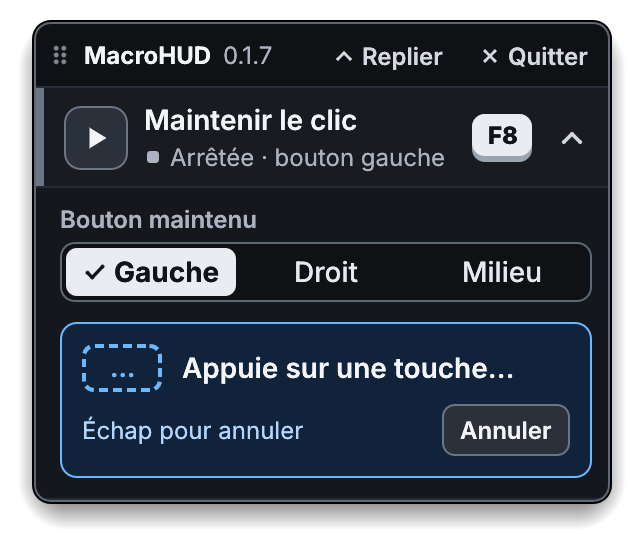 MacroHUD 0.1.7 Replier Quitter
Maintenir le clic
Arrêtée · bouton gauche
F8
Bouton maintenu
Gauche Droit Milieu
... Appuie sur une touche...
Échap pour annuler Annuler